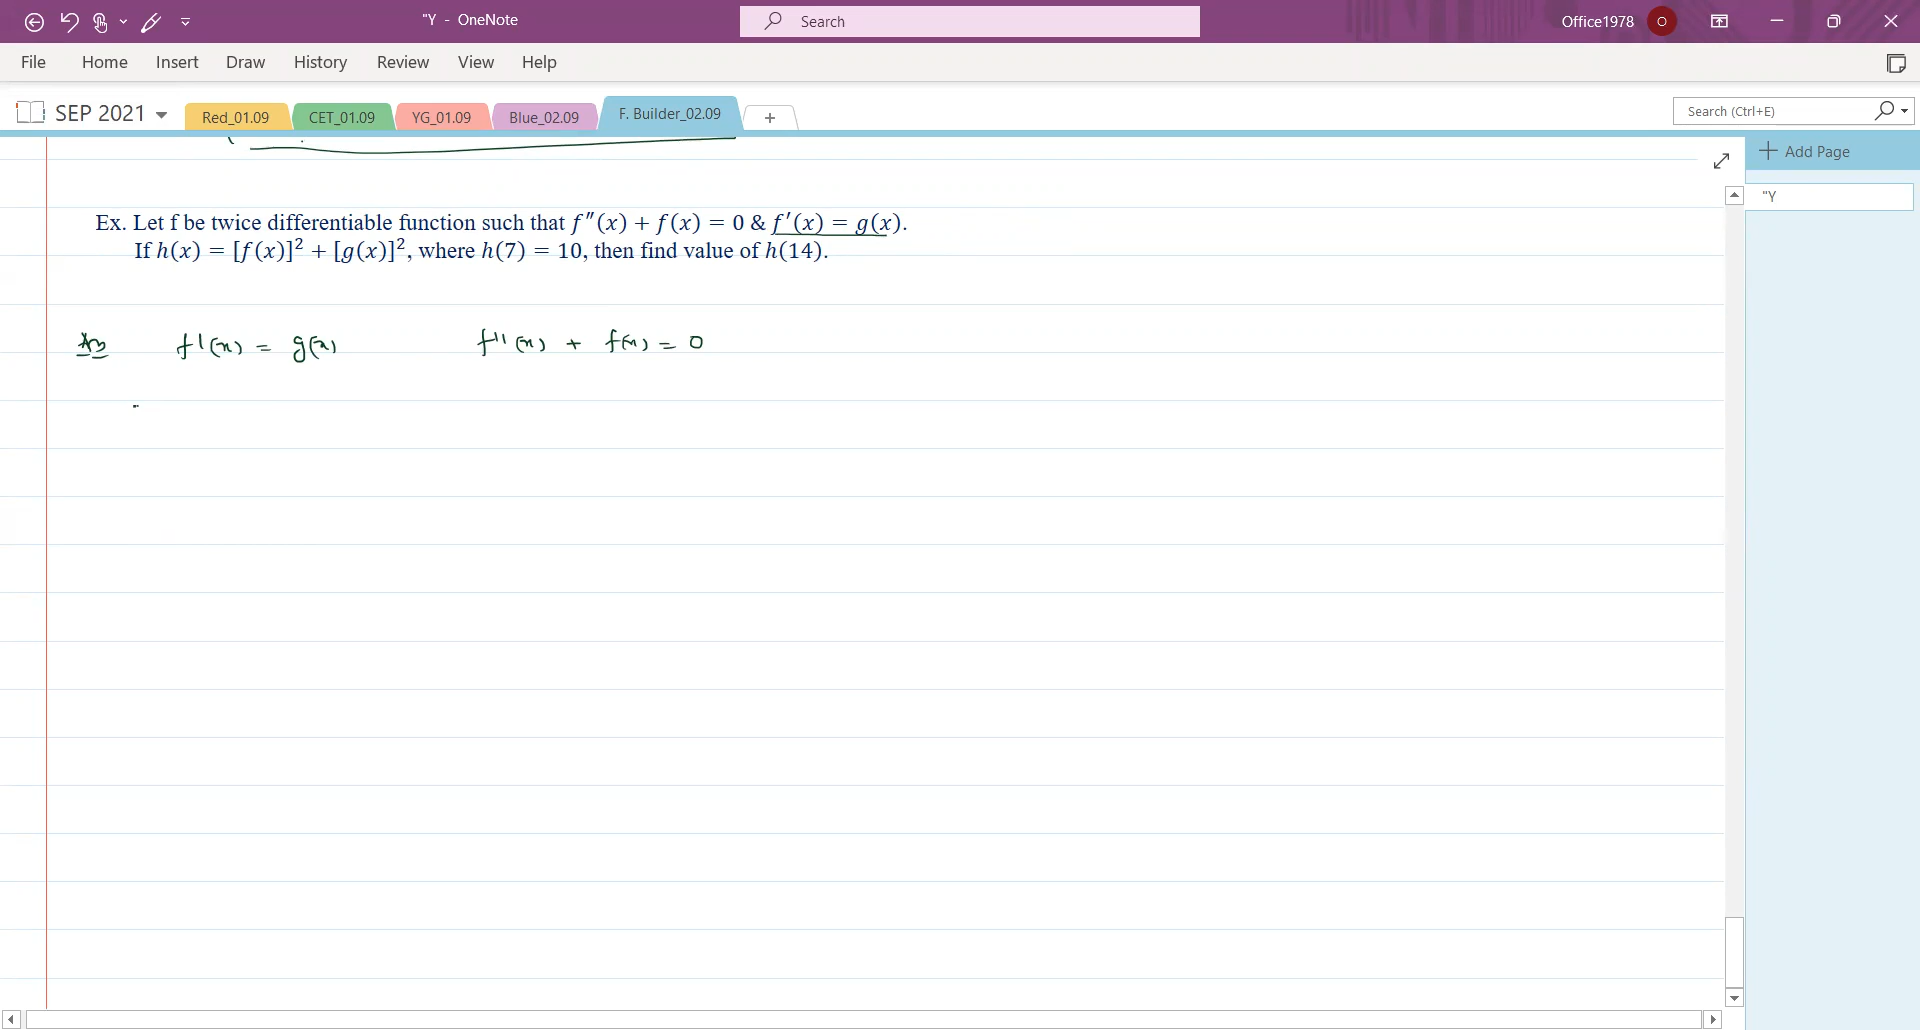 "Y - OneNote
Search
Office1978
O
File Home Insert Draw History Review View Help
SEP 2021
Red_01.09
CET_01.09
YG_01.09
Blue_02.09
F. Builder_02.09
+
Search (Ctrl+E)
Add Page
"Y
Ex. Let f be twice differentiable function such that f″(x) + f(x) = 0 & f′(x) = g(x).
If h(x) = [f(x)]² + [g(x)]², where h(7) = 10, then find value of h(14).
f'(x) = g(x) f''(x) + f(x) = 0